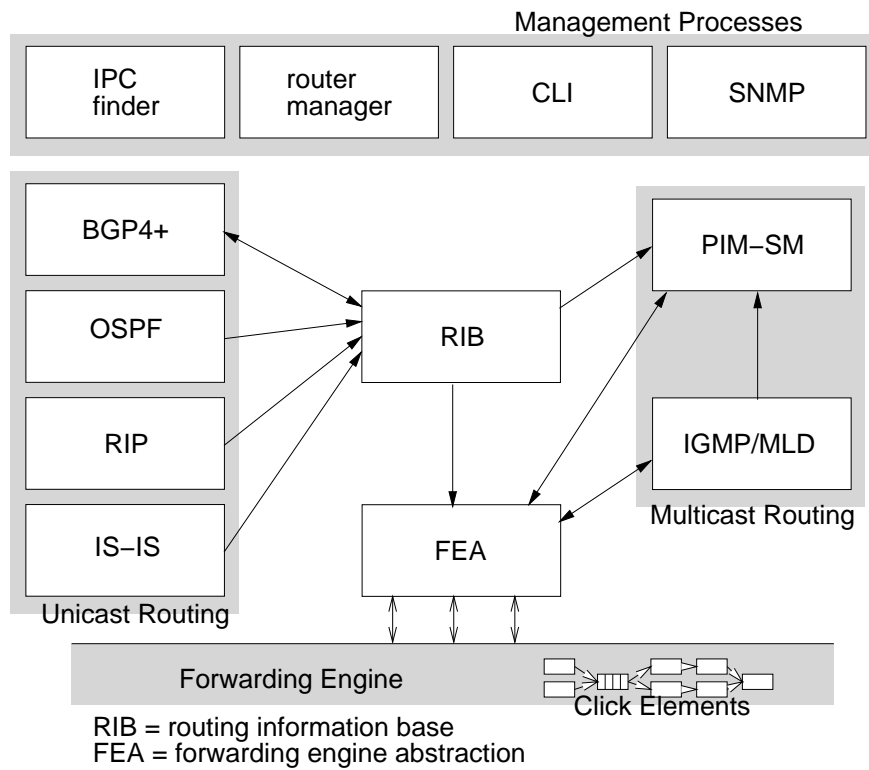 Management Processes
IPC
finder
router
manager
CLI
SNMP
BGP4+
OSPF
RIP
IS–IS
Unicast Routing
RIB
FEA
PIM–SM
IGMP/MLD
Multicast Routing
Forwarding Engine
Click Elements
RIB = routing information base
FEA = forwarding engine abstraction